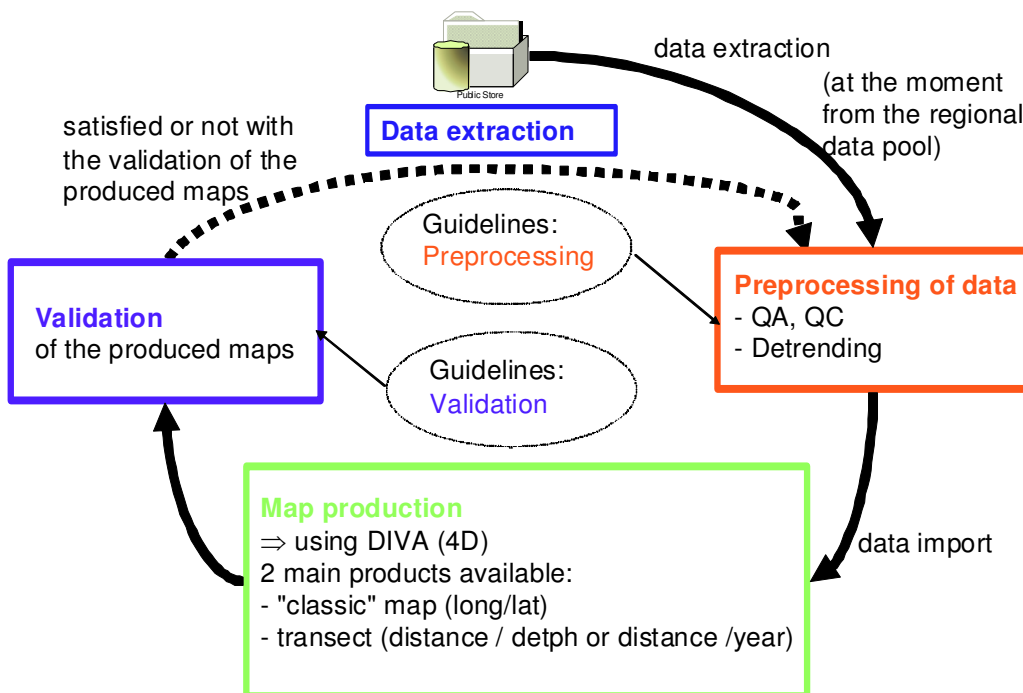 Public Store
data extraction
(at the moment
from the regional
data pool)
Data extraction
satisfied or not with
the validation of the
produced maps
Guidelines:
Preprocessing
Preprocessing of data
- QA, QC
- Detrending
Validation
of the produced maps
Guidelines:
Validation
Map production
⇒ using DIVA (4D)
2 main products available:
- "classic" map (long/lat)
- transect (distance / detph or distance /year)
data import